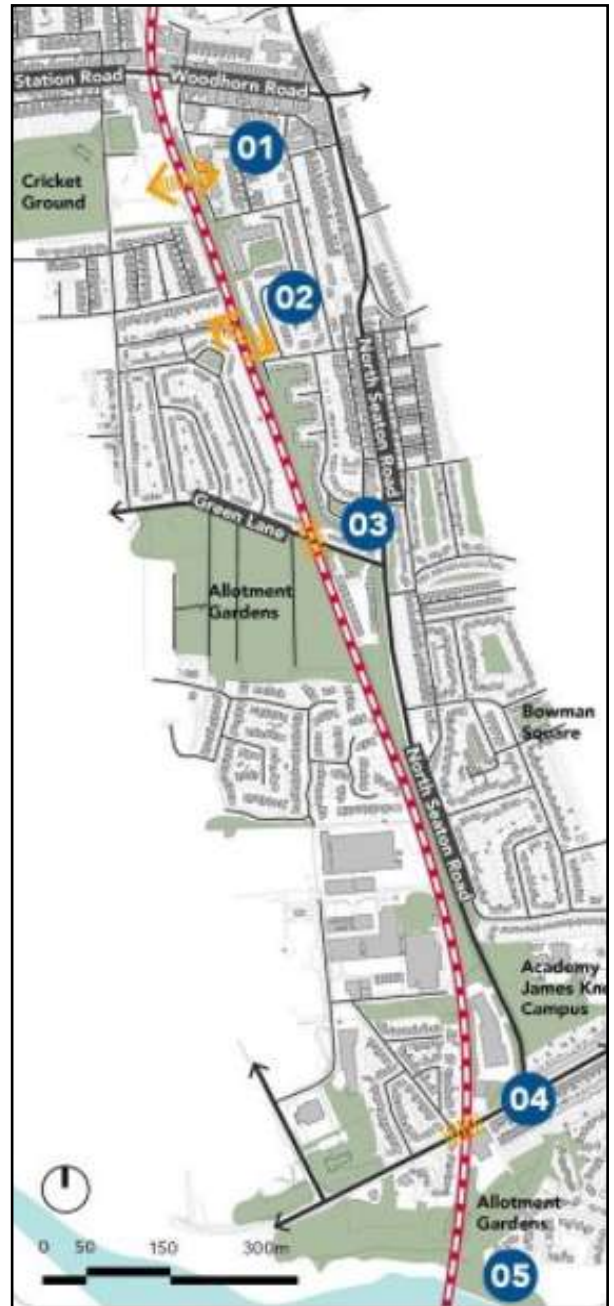 Station Road
Woodhorn Road
01
Cricket
Ground
02
North Seaton Road
03
Green Lane
Allotment
Gardens
Bowman
Square
North Seaton Road
Academy
James Kne
Campus
04
Allotment
Gardens
0 50 150 300m
05